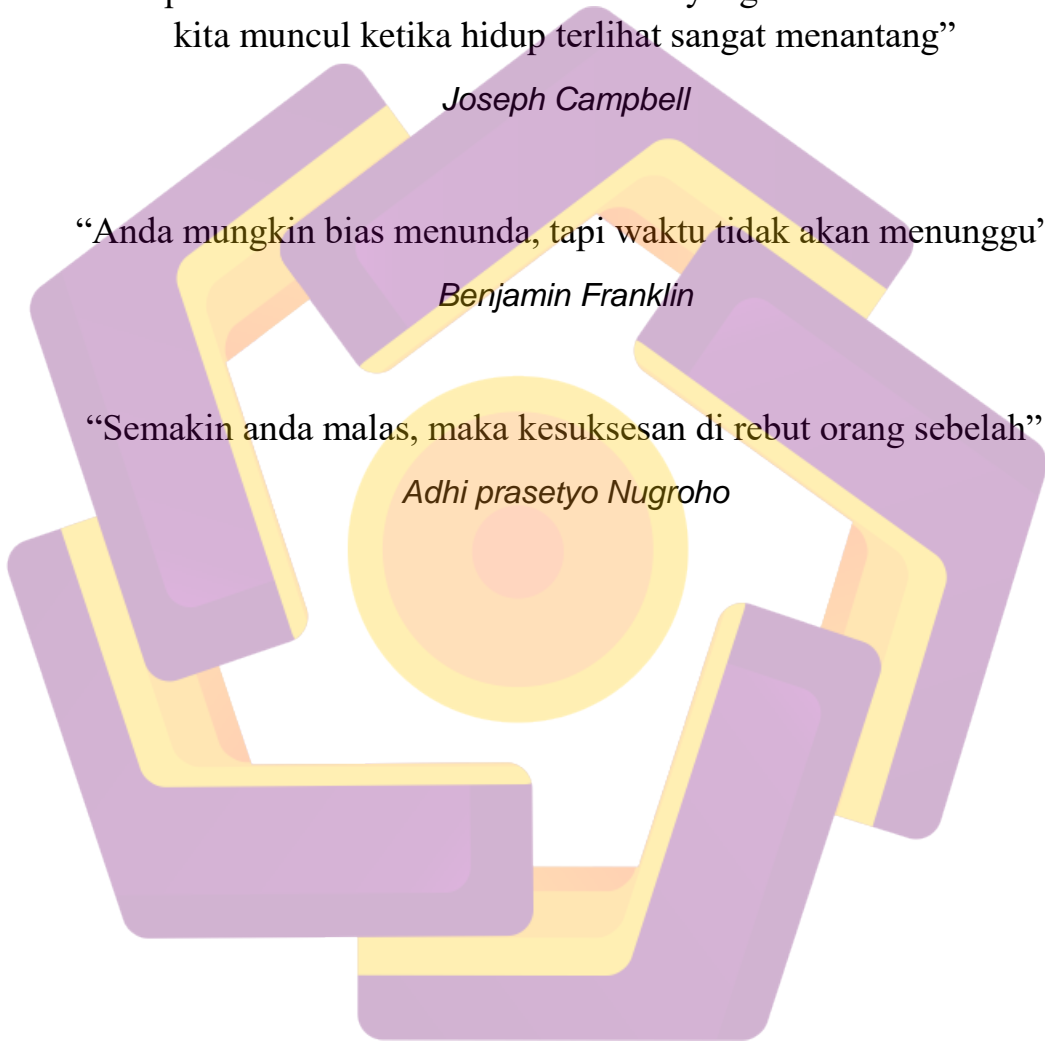 kita muncul ketika hidup terlihat sangat menantang”
Joseph Campbell
“Anda mungkin bias menunda, tapi waktu tidak akan menunggu’
Benjamin Franklin
“Semakin anda malas, maka kesuksesan di rebut orang sebelah”
Adhi prasetyo Nugroho